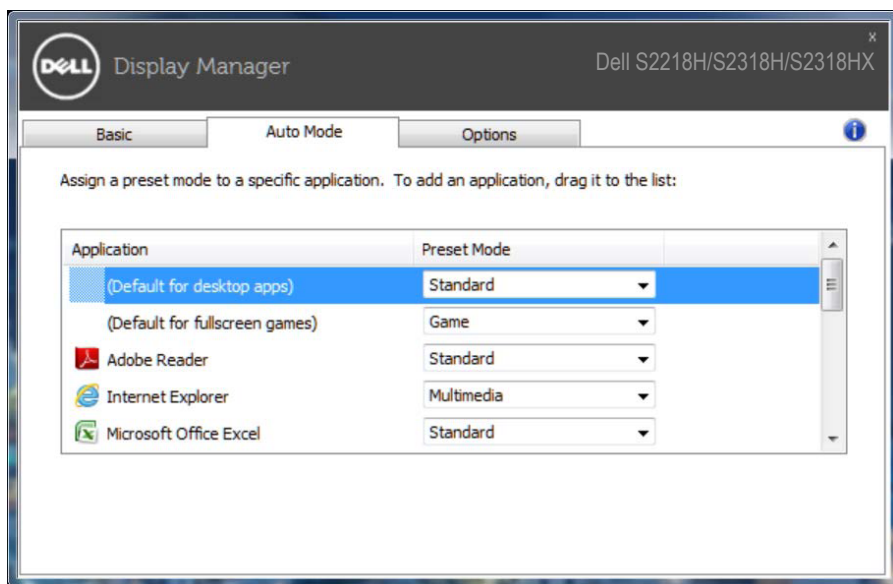 x
DELL Display Manager Dell S2218H/S2318H/S2318HX
Basic Auto Mode Options i
Assign a preset mode to a specific application. To add an application, drag it to the list:
Application Preset Mode
(Default for desktop apps) Standard
(Default for fullscreen games) Game
Adobe Reader Standard
Internet Explorer Multimedia
Microsoft Office Excel Standard